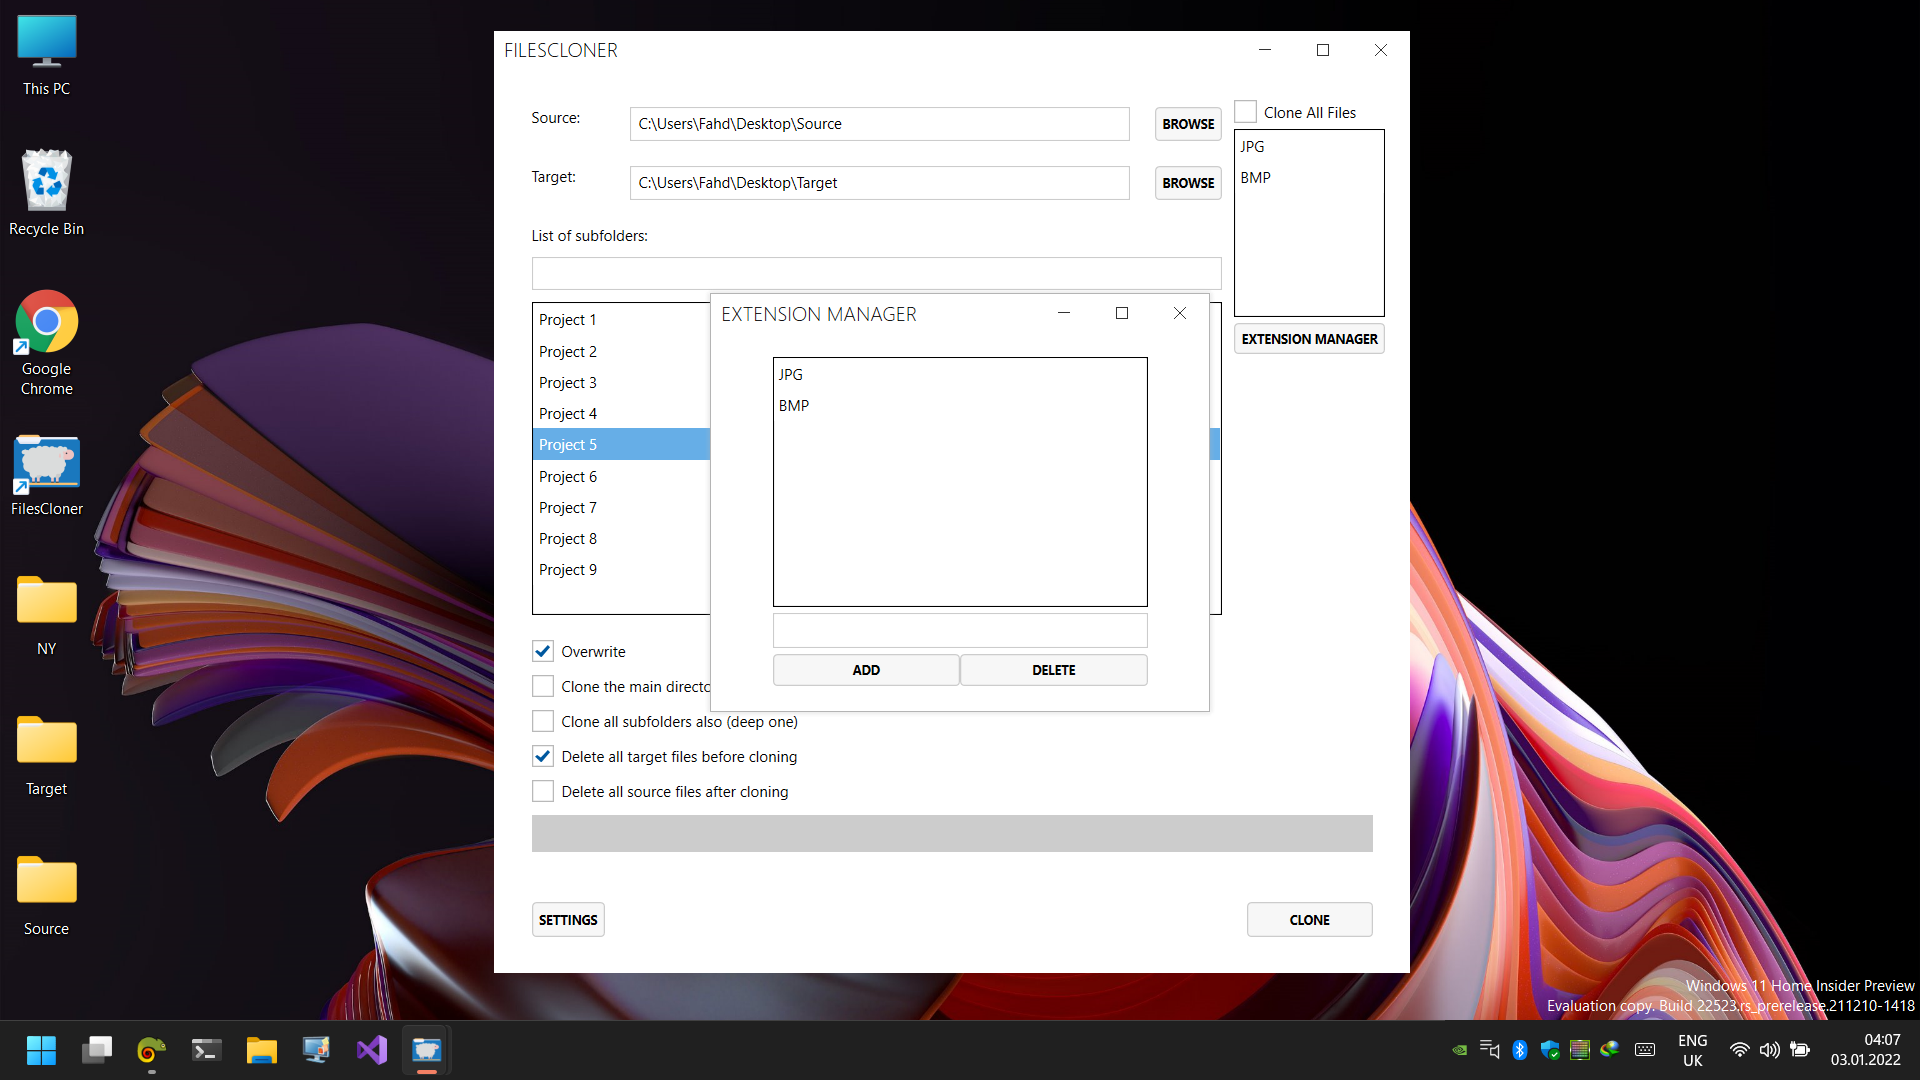 This PC
Recycle Bin
Google
Chrome
FilesCloner
NY
Target
Source
FILESCLONER
Source:
C:\Users\Fahd\Desktop\Source
BROWSE
Clone All Files
JPG
BMP
Target:
C:\Users\Fahd\Desktop\Target
BROWSE
List of subfolders:
EXTENSION MANAGER
Project 1
Project 2
Project 3
Project 4
Project 5
Project 6
Project 7
Project 8
Project 9
EXTENSION MANAGER
JPG
BMP
ADD
DELETE
Overwrite
Clone the main directo
Clone all subfolders also (deep one)
Delete all target files before cloning
Delete all source files after cloning
SETTINGS
CLONE
Windows 11 Home Insider Preview
Evaluation copy. Build 22523.rs_prerelease.211210-1418
ENG
UK
04:07
03.01.2022